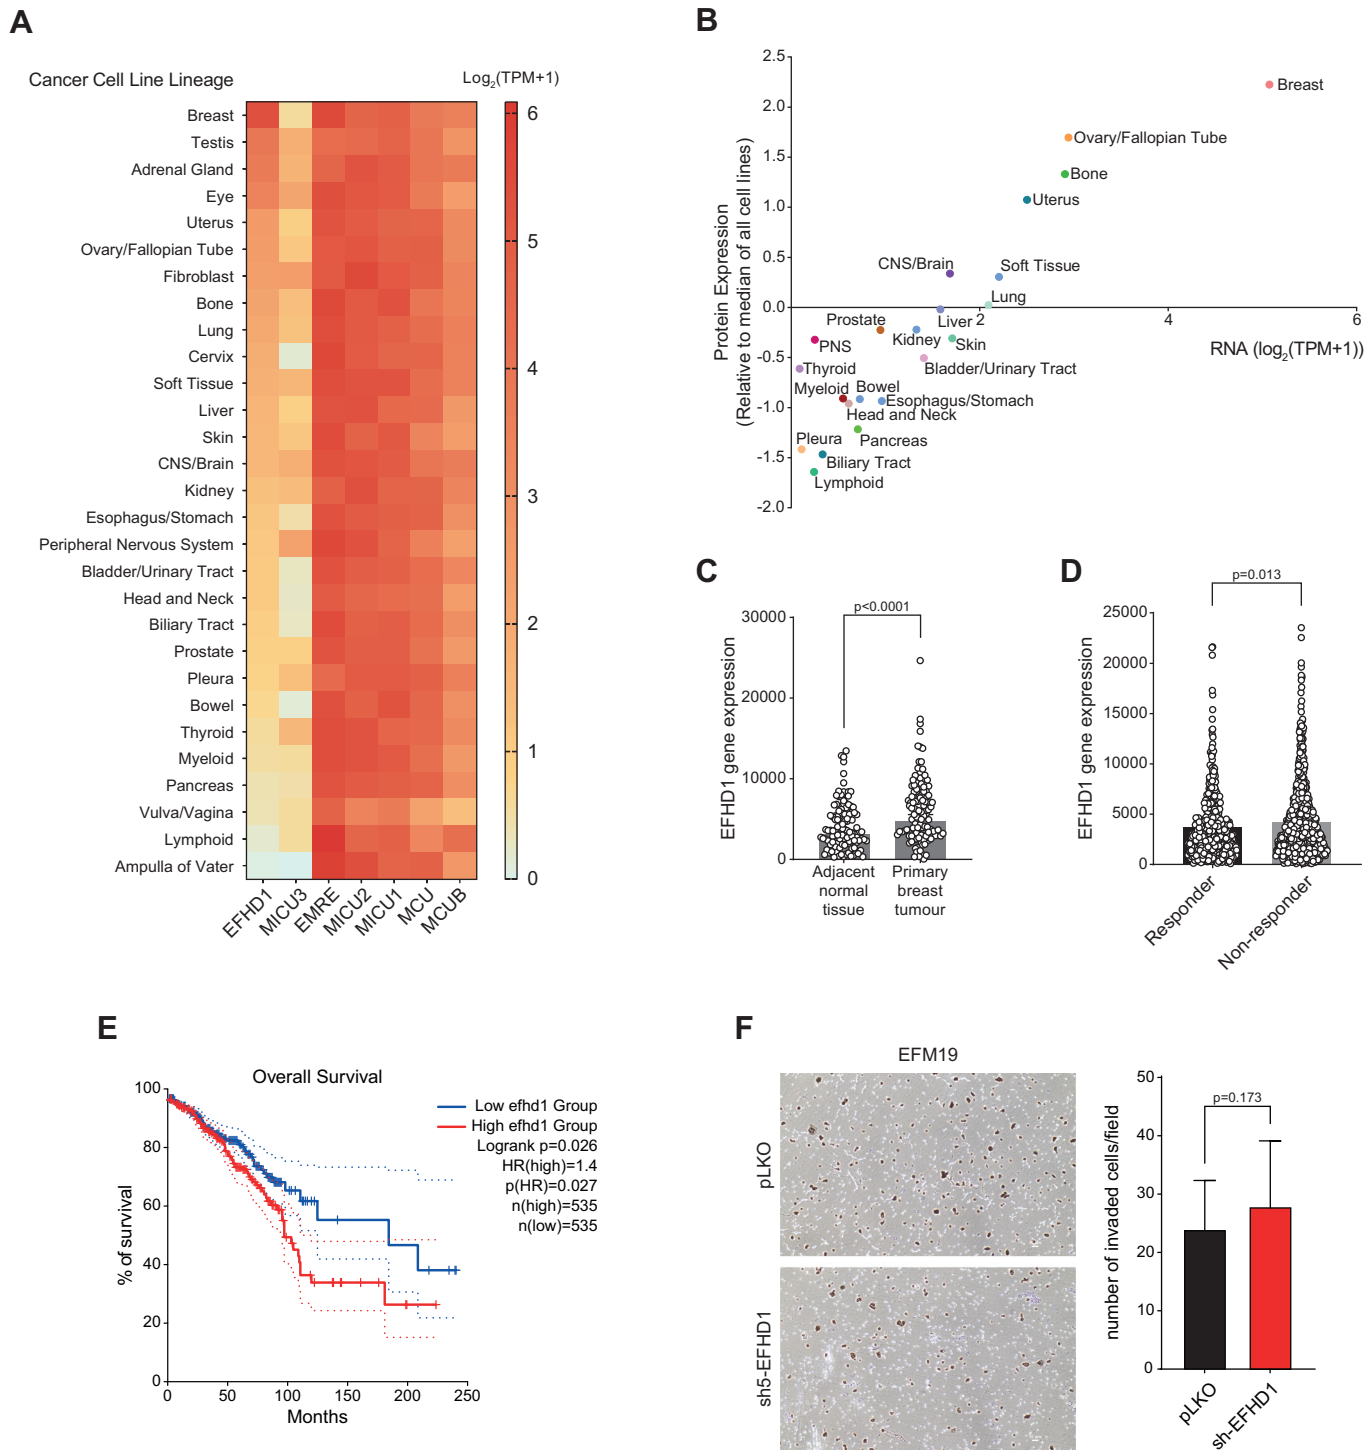 A
Cancer Cell Line Lineage
Log2(TPM+1)
Breast
Testis
Adrenal Gland
Eye
Uterus
Ovary/Fallopian Tube
Fibroblast
Bone
Lung
Cervix
Soft Tissue
Liver
Skin
CNS/Brain
Kidney
Esophagus/Stomach
Peripheral Nervous System
Bladder/Urinary Tract
Head and Neck
Biliary Tract
Prostate
Pleura
Bowel
Thyroid
Myeloid
Pancreas
Vulva/Vagina
Lymphoid
Ampulla of Vater
EFHD1
MICU3
EMRE
MICU2
MICU1
MCU
MCUB
6
5
4
3
2
1
0
B
Protein Expression
(Relative to median of all cell lines)
2.5
2.0
1.5
1.0
0.5
0.0
-0.5
-1.0
-1.5
-2.0
2
4
6
RNA (log2(TPM+1))
Breast
Ovary/Fallopian Tube
Bone
Uterus
CNS/Brain
Soft Tissue
Lung
Prostate
Liver
Kidney
Skin
PNS
Bladder/Urinary Tract
Thyroid
Myeloid
Bowel
Esophagus/Stomach
Head and Neck
Pleura
Pancreas
Biliary Tract
Lymphoid
C
EFHD1 gene expression
30000
20000
10000
0
p<0.0001
Adjacent
normal
tissue
Primary
breast
tumour
D
EFHD1 gene expression
25000
20000
15000
10000
5000
0
p=0.013
Responder
Non-responder
E
Overall Survival
% of survival
100
80
60
40
20
0
0
50
100
150
200
250
Months
Low efhd1 Group
High efhd1 Group
Logrank p=0.026
HR(high)=1.4
p(HR)=0.027
n(high)=535
n(low)=535
F
EFM19
pLKO
sh5-EFHD1
number of invaded cells/field
50
40
30
20
10
0
p=0.173
pLKO
sh-EFHD1